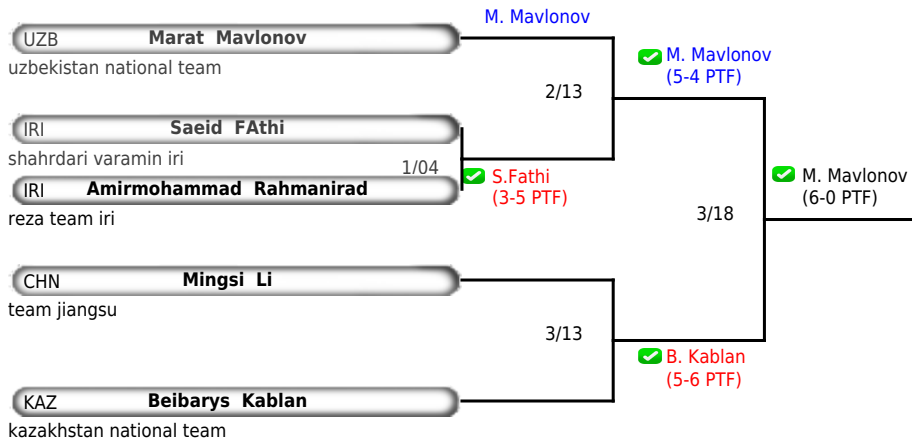 M. Mavlonov
UZB Marat Mavlonov
uzbekistan national team
2/13
M. Mavlonov
(5-4 PTF)
IRI Saeid FAthi
shahrdari varamin iri
1/04
S.Fathi
(3-5 PTF)
IRI Amirmohammad Rahmanirad
reza team iri
3/18
M. Mavlonov
(6-0 PTF)
CHN Mingsi Li
team jiangsu
3/13
B. Kablan
(5-6 PTF)
KAZ Beibarys Kablan
kazakhstan national team